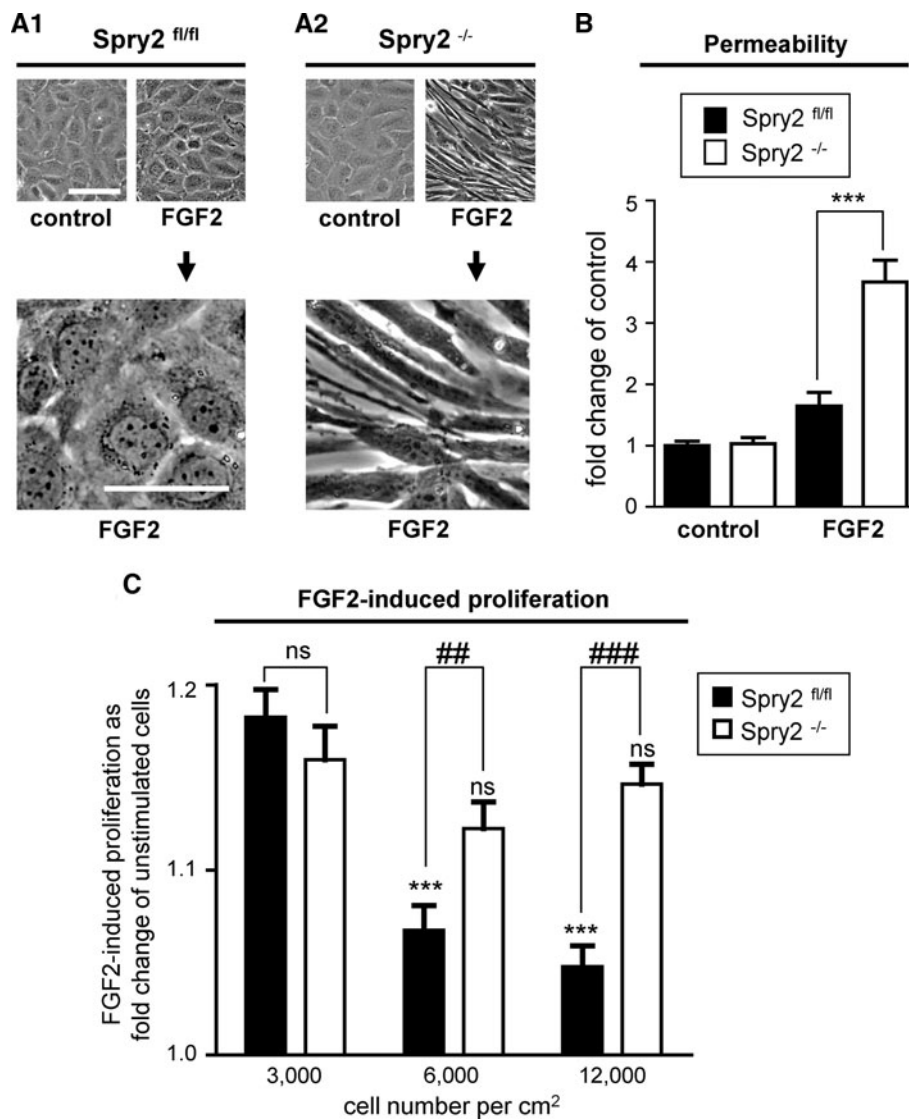 A1
Spry2 fl/fl
control
FGF2
FGF2
A2
Spry2 -/-
control
FGF2
FGF2
B
Permeability
Spry2 fl/fl
Spry2 -/-
fold change of control
5
4
3
2
1
0
***
control
FGF2
C
FGF2-induced proliferation
Spry2 fl/fl
Spry2 -/-
FGF2-induced proliferation as
fold change of unstimulated cells
1.2
1.1
1.0
ns
##
###
ns
ns
***
***
3,000
6,000
12,000
cell number per cm2